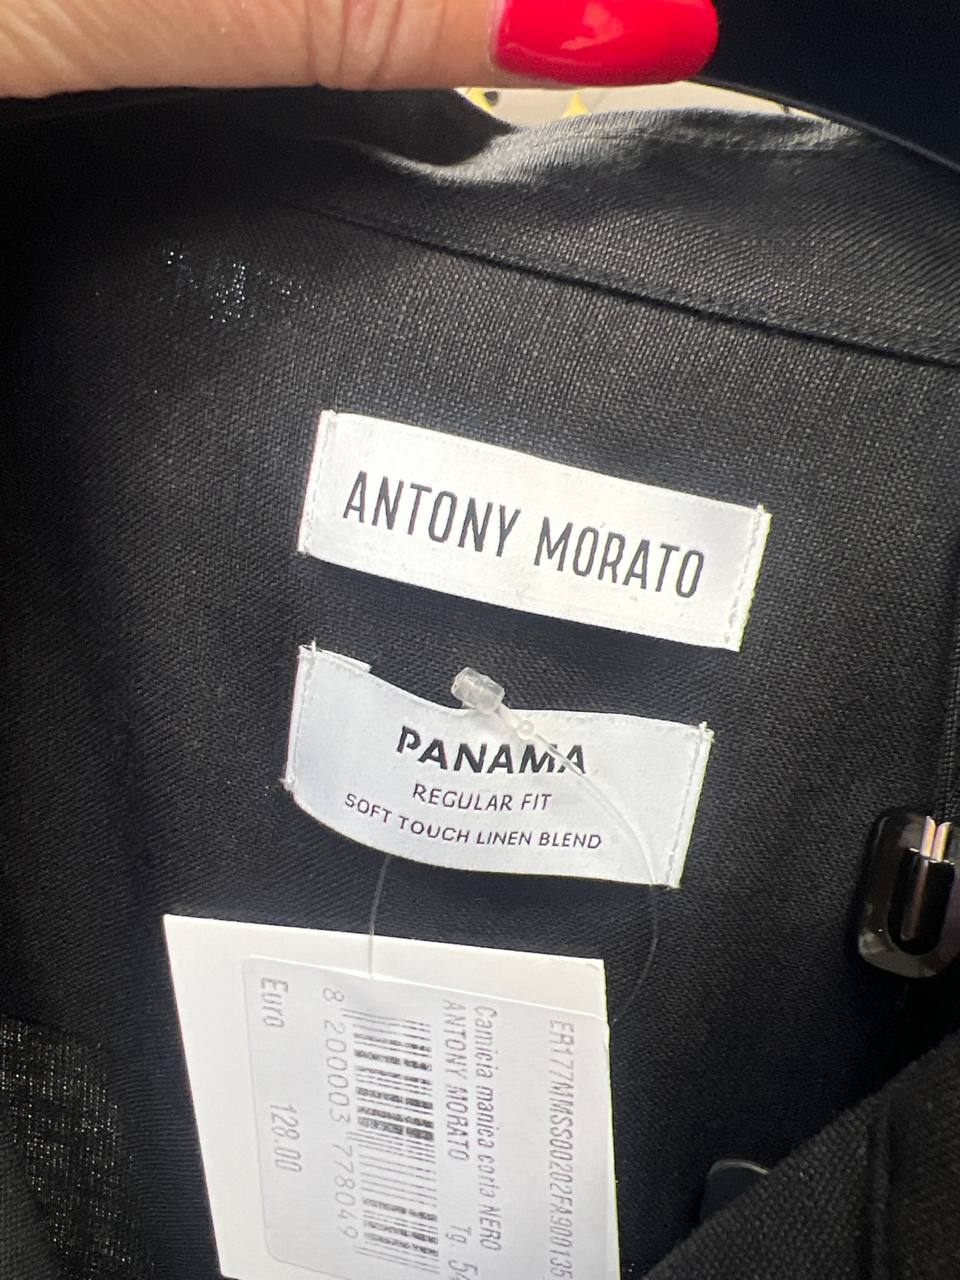 ANTONY MORATO
PANAMA
REGULAR FIT
SOFT TOUCH LINEN BLEND
ER177MMSS00202FA900135
Camicia manica corta NERO
ANTONY MORATO Tg. 54
8 200003 778049
Euro 128.00